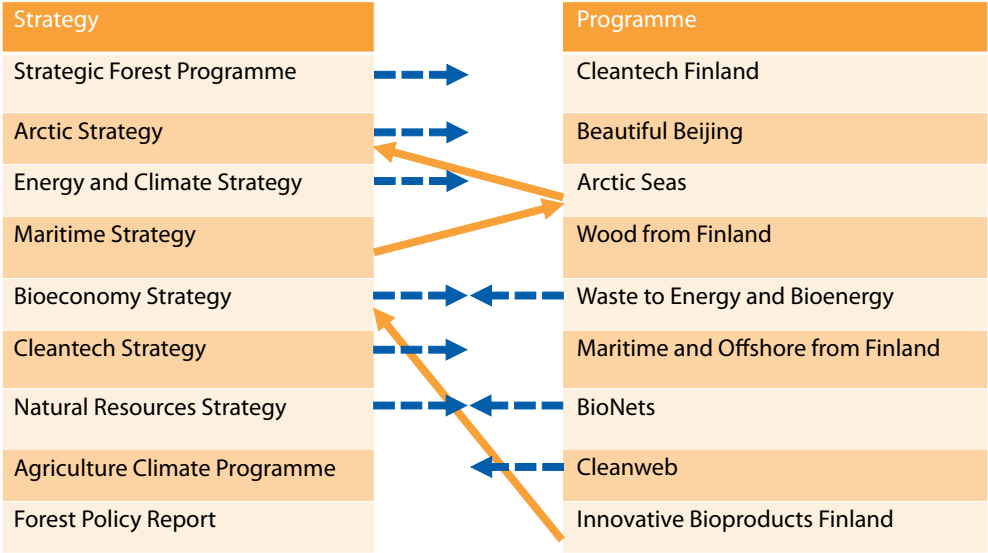 Strategy
Programme
Strategic Forest Programme
Cleantech Finland
Arctic Strategy
Beautiful Beijing
Energy and Climate Strategy
Arctic Seas
Maritime Strategy
Wood from Finland
Bioeconomy Strategy
Waste to Energy and Bioenergy
Cleantech Strategy
Maritime and Offshore from Finland
Natural Resources Strategy
BioNets
Agriculture Climate Programme
Cleanweb
Forest Policy Report
Innovative Bioproducts Finland